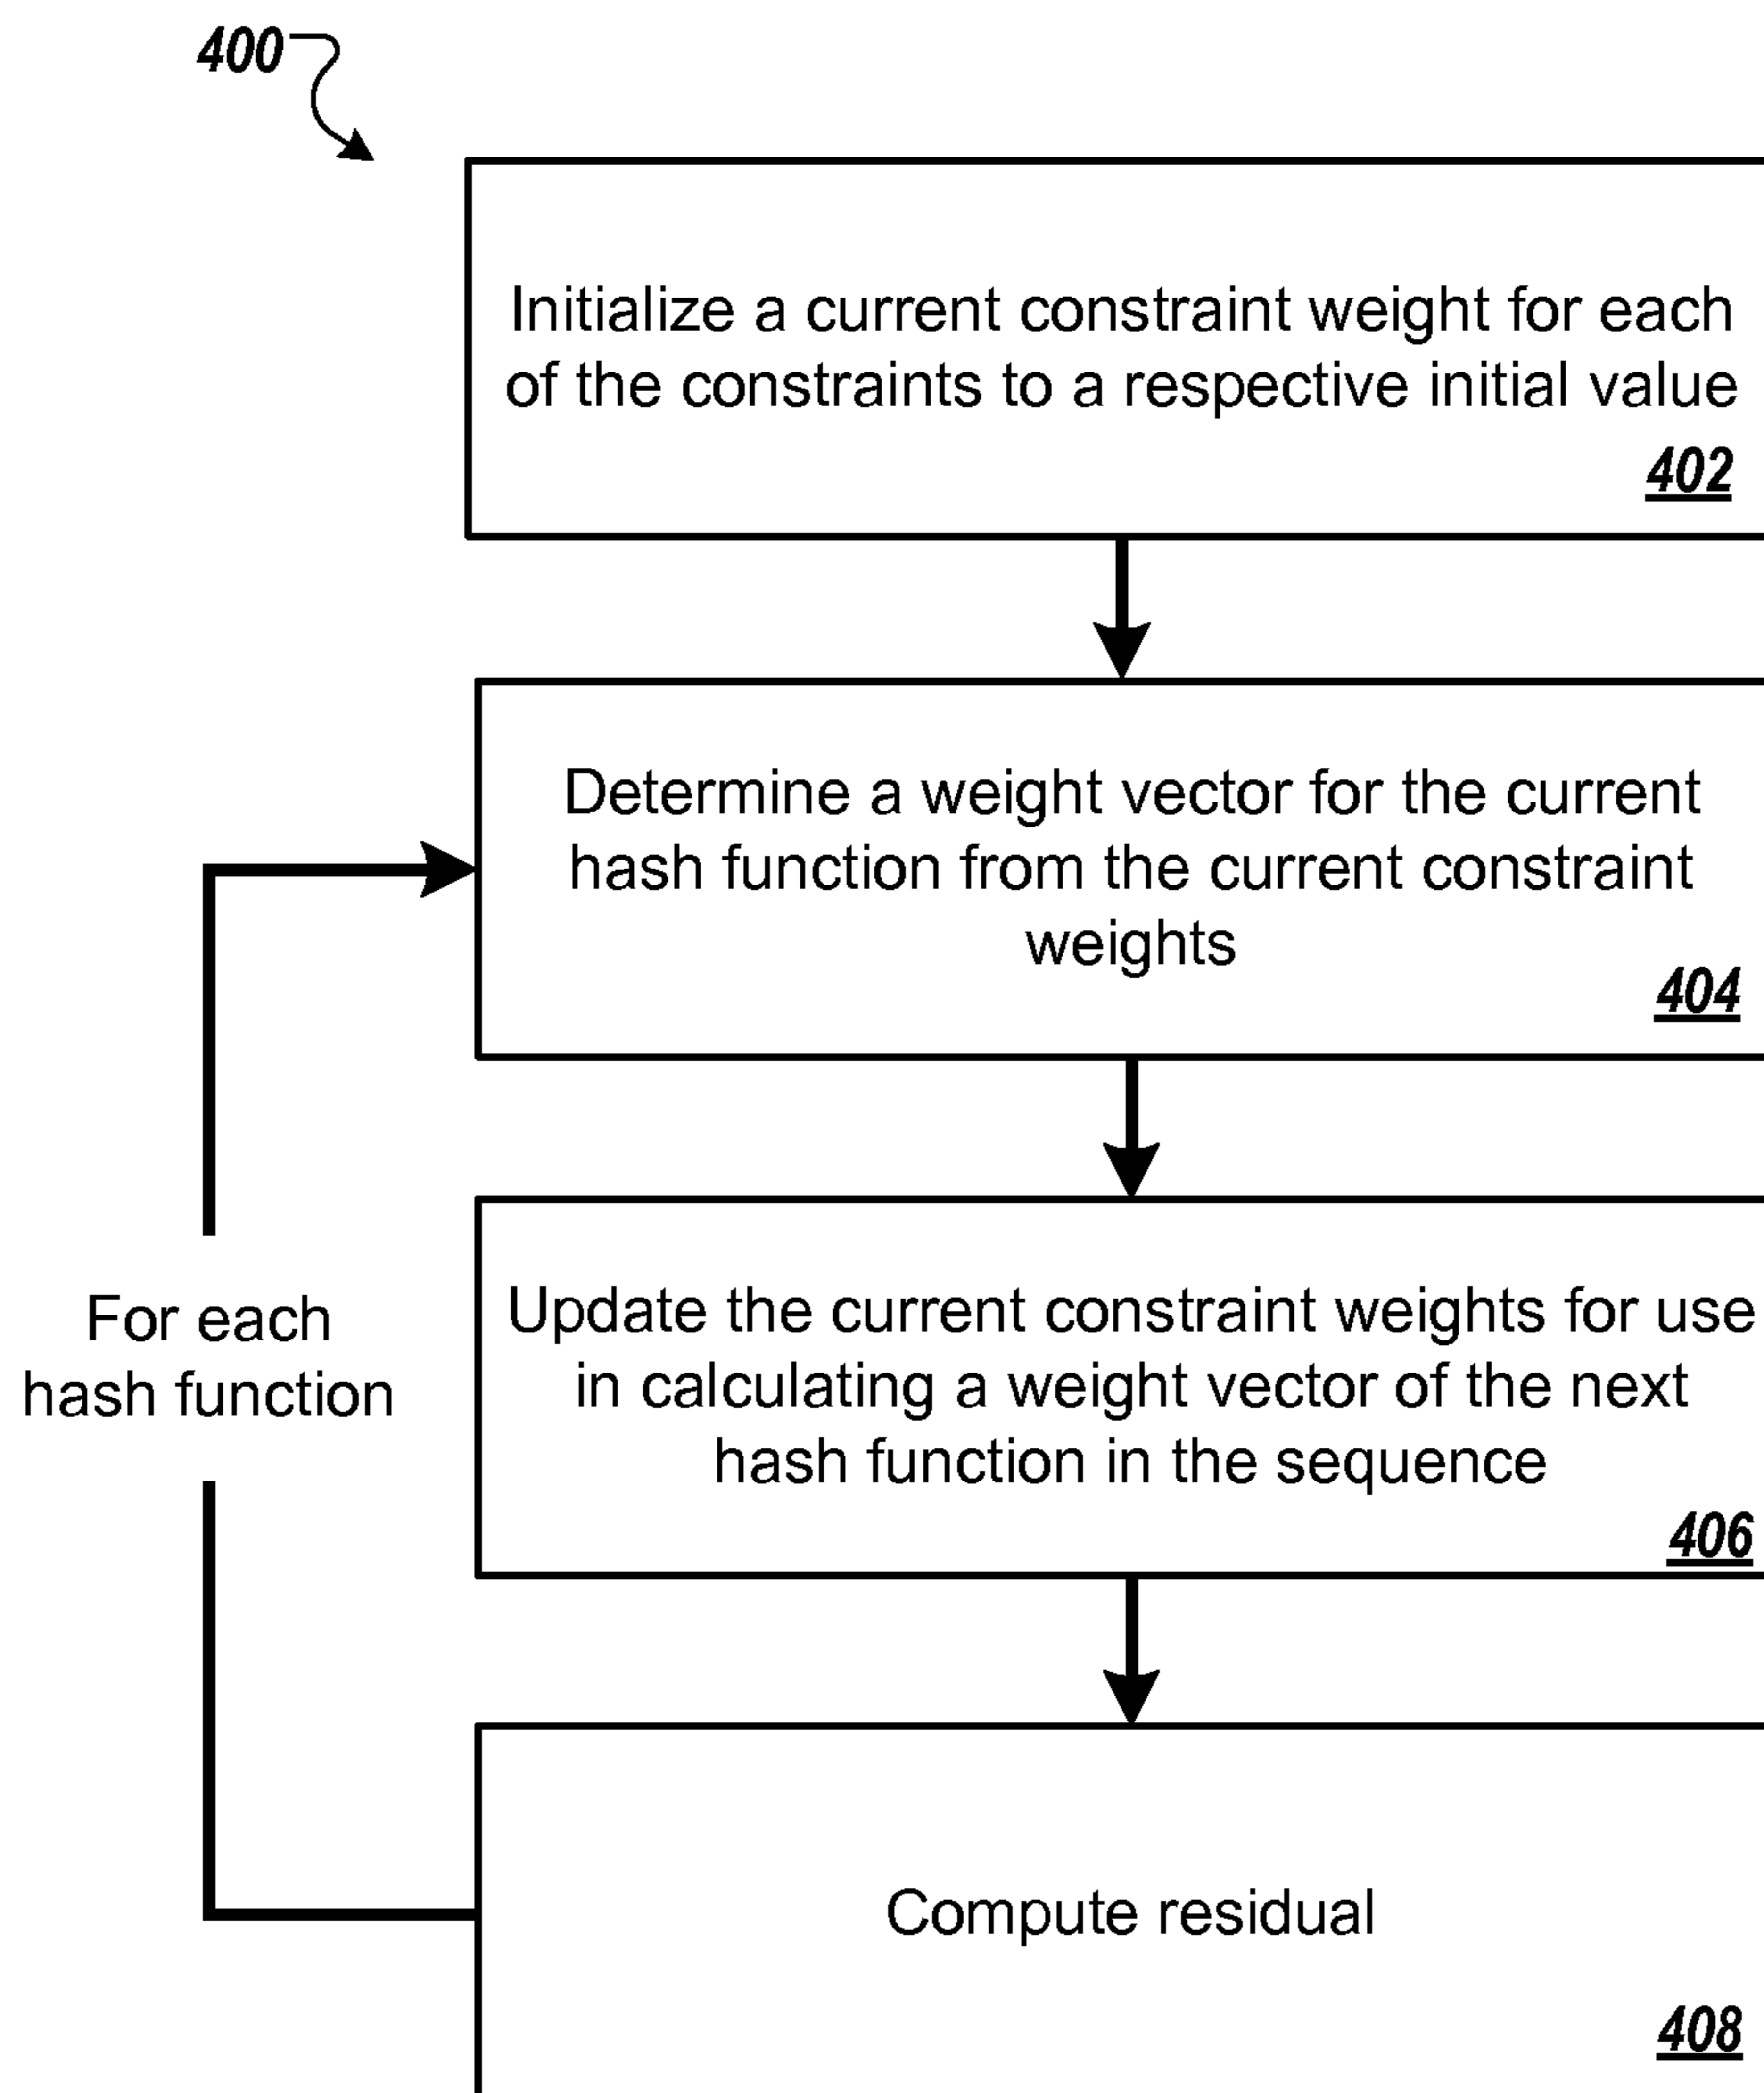 400
Initialize a current constraint weight for each
of the constraints to a respective initial value
402
Determine a weight vector for the current
hash function from the current constraint
weights
404
For each
hash function
Update the current constraint weights for use
in calculating a weight vector of the next
hash function in the sequence
406
Compute residual
408